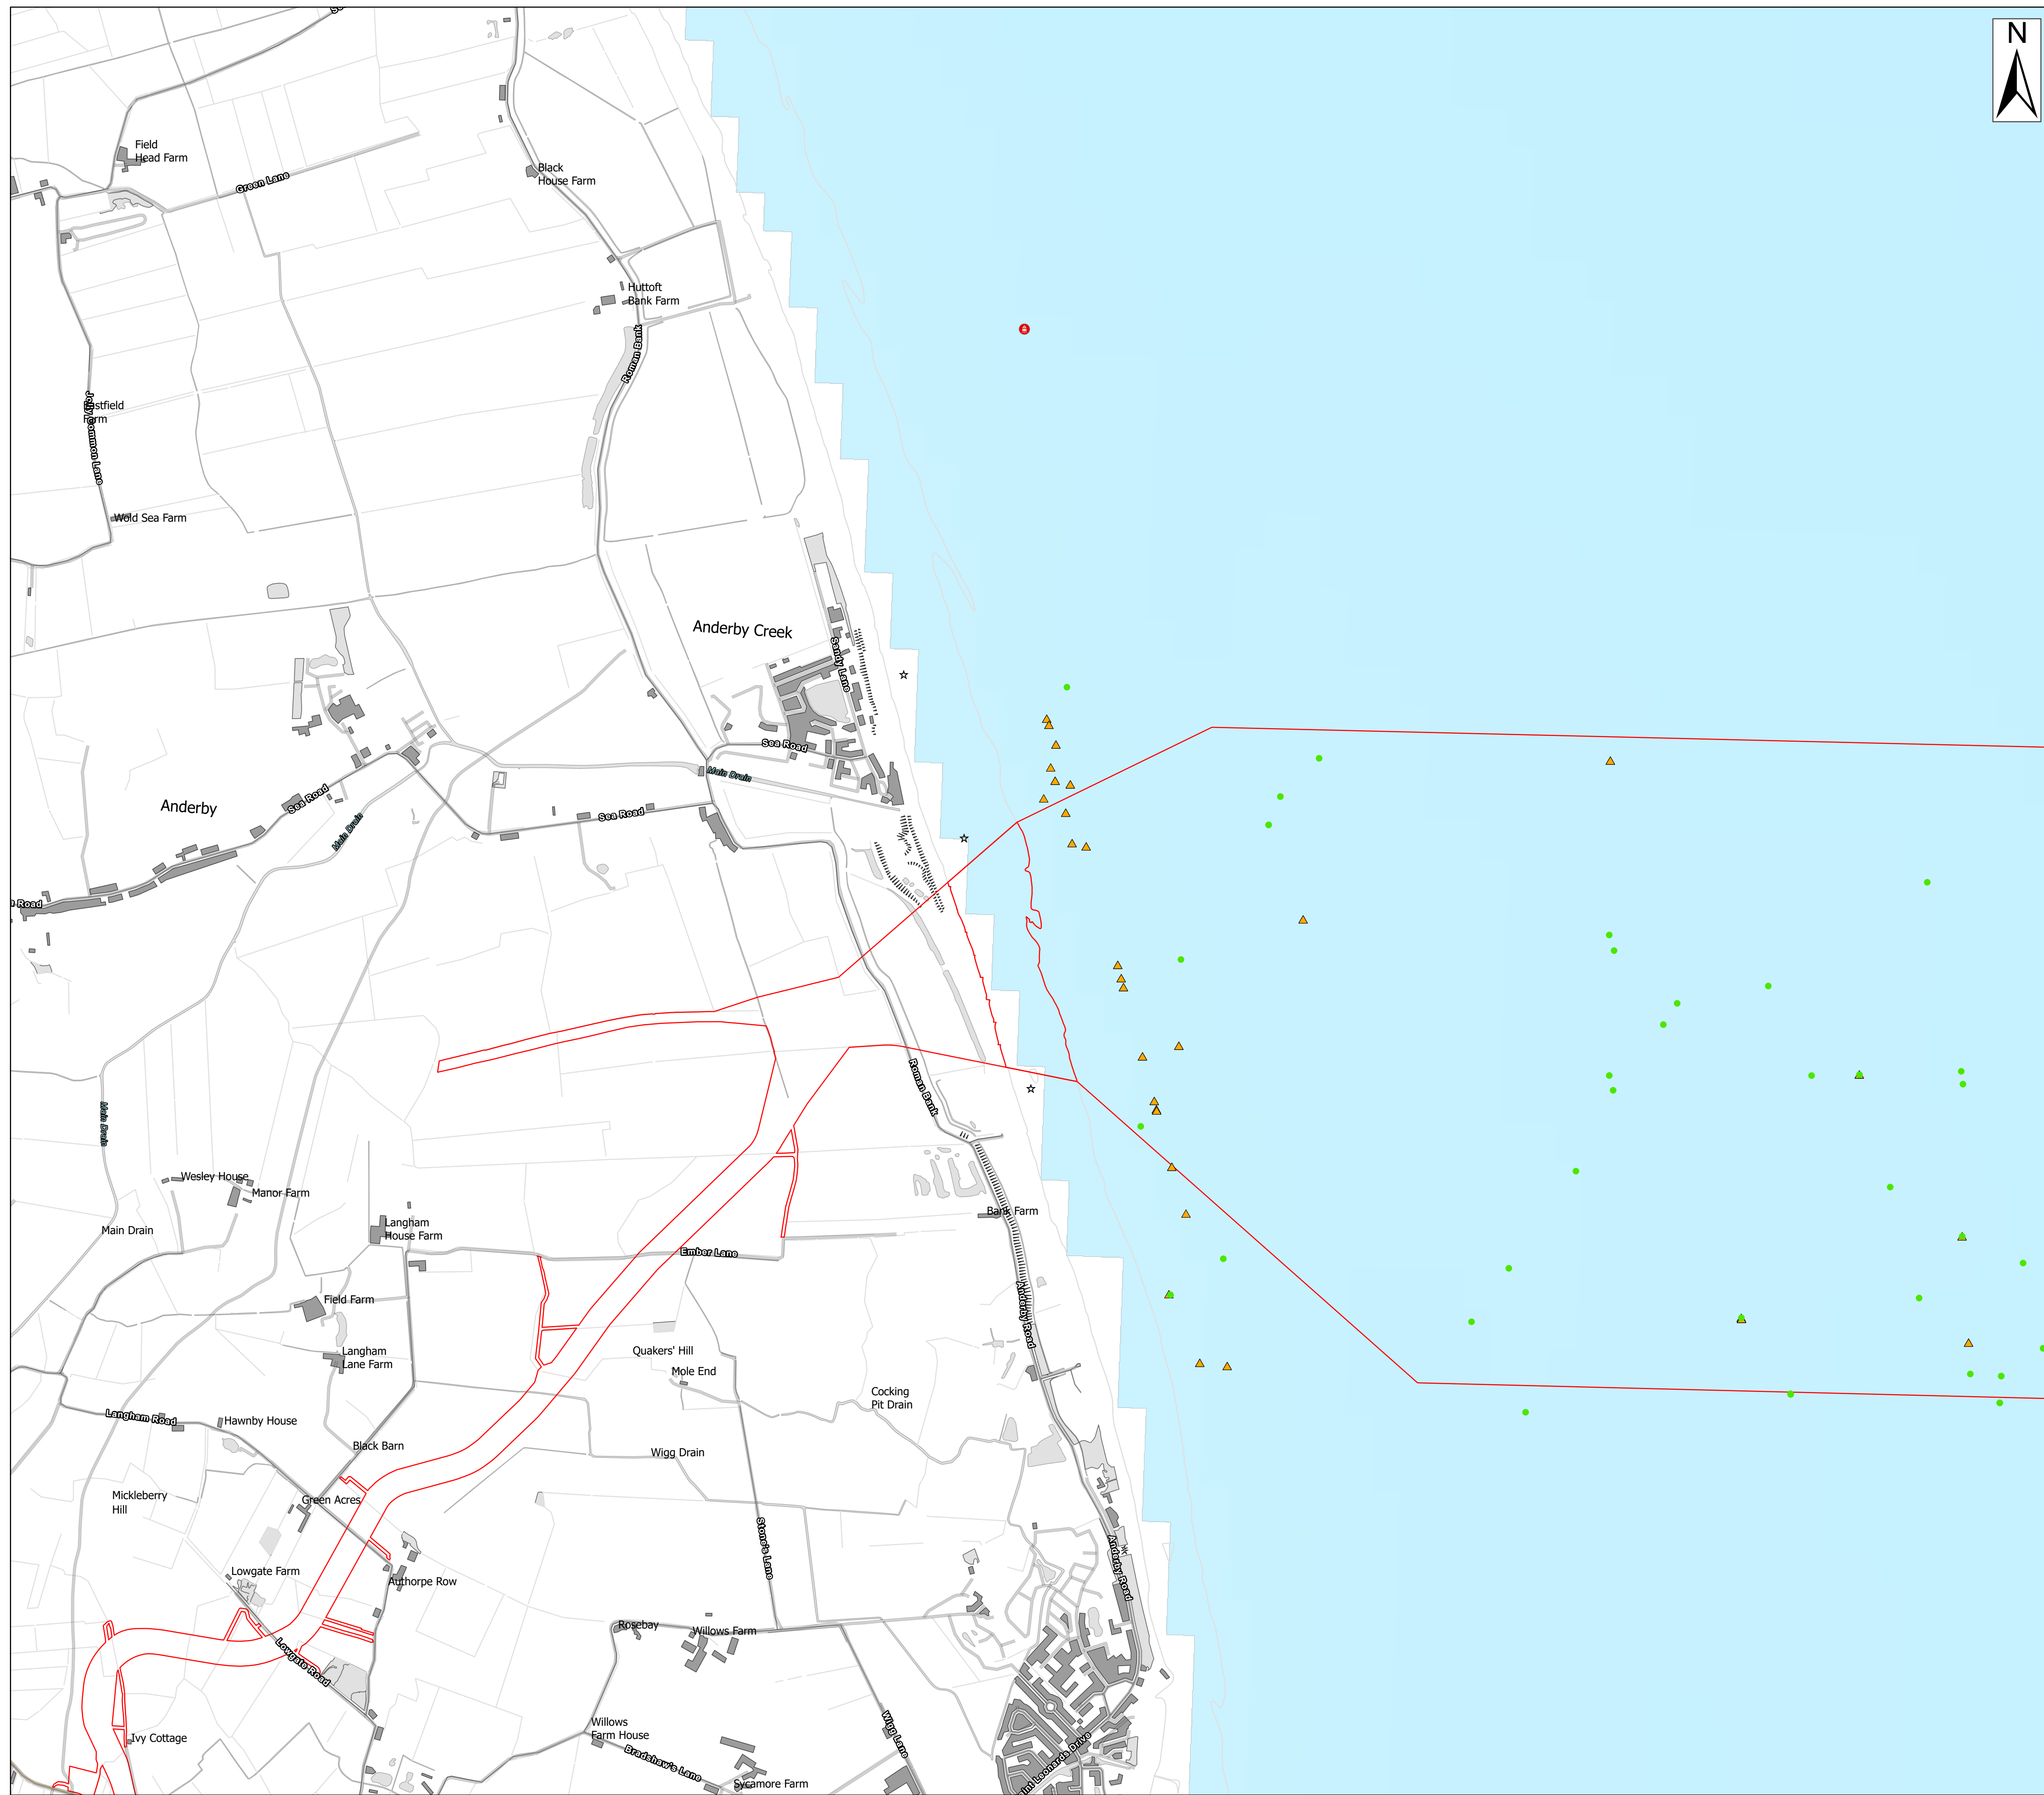 N
Field
Head Farm
Green Lane
Black
House Farm
Huttoft
Bank Farm
Roman Bank
Farm
Wold Sea Farm
Anderby Creek
Sandy Lane
Sea Road
Main Drain
Anderby
Sea Road
Sea Road
Main Drain
Road
Roman Bank
Main Drain
Wesley House
Manor Farm
Main Drain
Langham
House Farm
Bank Farm
Ember Lane
Field Farm
Anderby Road
Langham
Lane Farm
Quakers' Hill
Mole End
Cocking
Pit Drain
Langham Road
Hawnby House
Black Barn
Wigg Drain
Mickleberry
Hill
Green Acres
Stone's Lane
Anderby Road
Lowgate Farm
Authorpe Row
Rosebay
Willows Farm
Lowgate Road
Ivy Cottage
Willows
Farm House
Wigg Lane
Bradshaw's Lane
Sycamore Farm
int Leonards Drive